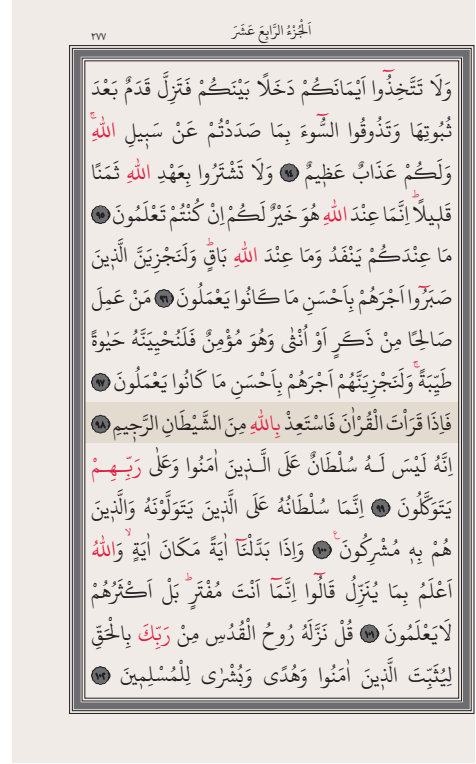 اَلْجُزْءُ الرَّابِعَ عَشَرَ
٢٧٧
وَلَا تَتَّخِذُٓوا اَيْمَانَكُمْ دَخَلًا بَيْنَكُمْ فَتَزِلَّ قَدَمٌ بَعْدَ
ثُبُوتِهَا وَتَذُوقُوا السُّٓوءَ بِمَا صَدَدْتُمْ عَنْ سَب۪يلِ اللّٰهِۚ
وَلَكُمْ عَذَابٌ عَظ۪يمٌ ﴿٩٤﴾ وَلَا تَشْتَرُوا بِعَهْدِ اللّٰهِ ثَمَنًا
قَل۪يلًاۜ اِنَّمَا عِنْدَ اللّٰهِ هُوَ خَيْرٌ لَكُمْ اِنْ كُنْتُمْ تَعْلَمُونَ ﴿٩٥﴾
مَا عِنْدَكُمْ يَنْفَدُ وَمَا عِنْدَ اللّٰهِ بَاقٍۜ وَلَنَجْزِيَنَّ الَّذ۪ينَ
صَبَرُٓوا اَجْرَهُمْ بِاَحْسَنِ مَا كَانُوا يَعْمَلُونَ ﴿٩٦﴾ مَنْ عَمِلَ
صَالِحًا مِنْ ذَكَرٍ اَوْ اُنْثٰى وَهُوَ مُؤْمِنٌ فَلَنُحْيِيَنَّهُ حَيٰوةً
طَيِّبَةًۚ وَلَنَجْزِيَنَّهُمْ اَجْرَهُمْ بِاَحْسَنِ مَا كَانُوا يَعْمَلُونَ ﴿٩٧﴾
فَاِذَا قَرَاْتَ الْقُرْاٰنَ فَاسْتَعِذْ بِاللّٰهِ مِنَ الشَّيْطَانِ الرَّج۪يمِ ﴿٩٨﴾
اِنَّهُ لَيْسَ لَهُ سُلْطَانٌ عَلَى الَّذ۪ينَ اٰمَنُوا وَعَلٰى رَبِّهِمْ
يَتَوَكَّلُونَ ﴿٩٩﴾ اِنَّمَا سُلْطَانُهُ عَلَى الَّذ۪ينَ يَتَوَلَّوْنَهُ وَالَّذ۪ينَ
هُمْ بِه۪ مُشْرِكُونَ۟ ﴿١٠٠﴾ وَاِذَا بَدَّلْنَٓا اٰيَةً مَكَانَ اٰيَةٍۙ وَاللّٰهُ
اَعْلَمُ بِمَا يُنَزِّلُ قَالُٓوا اِنَّمَٓا اَنْتَ مُفْتَرٍۜ بَلْ اَكْثَرُهُمْ
لَا يَعْلَمُونَ ﴿١٠١﴾ قُلْ نَزَّلَهُ رُوحُ الْقُدُسِ مِنْ رَبِّكَ بِالْحَقِّ
لِيُثَبِّتَ الَّذ۪ينَ اٰمَنُوا وَهُدًى وَبُشْرٰى لِلْمُسْلِم۪ينَ ﴿١٠٢﴾